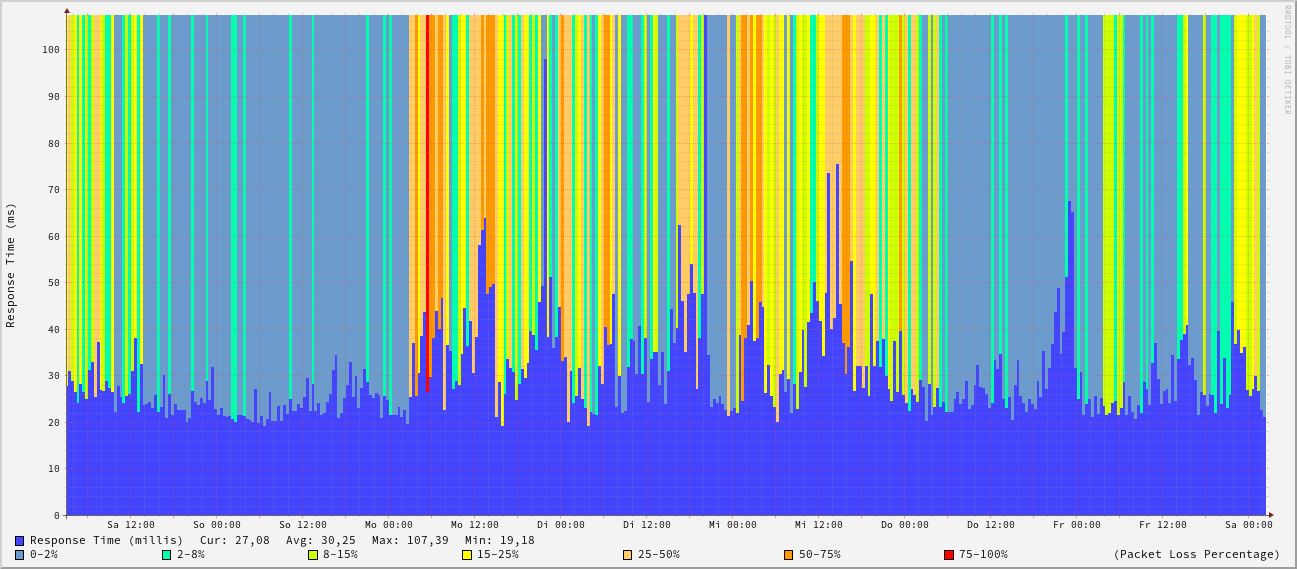 RRDTOOL / TOBI OETIKER
Response Time (ms)
100
90
80
70
60
50
40
30
20
10
0
Sa 12:00 So 00:00 So 12:00 Mo 00:00 Mo 12:00 Di 00:00 Di 12:00 Mi 00:00 Mi 12:00 Do 00:00 Do 12:00 Fr 00:00 Fr 12:00 Sa 00:00
Response Time (millis) Cur: 27,08 Avg: 30,25 Max: 107,39 Min: 19,18
0-2% 2-8% 8-15% 15-25% 25-50% 50-75% 75-100% (Packet Loss Percentage)